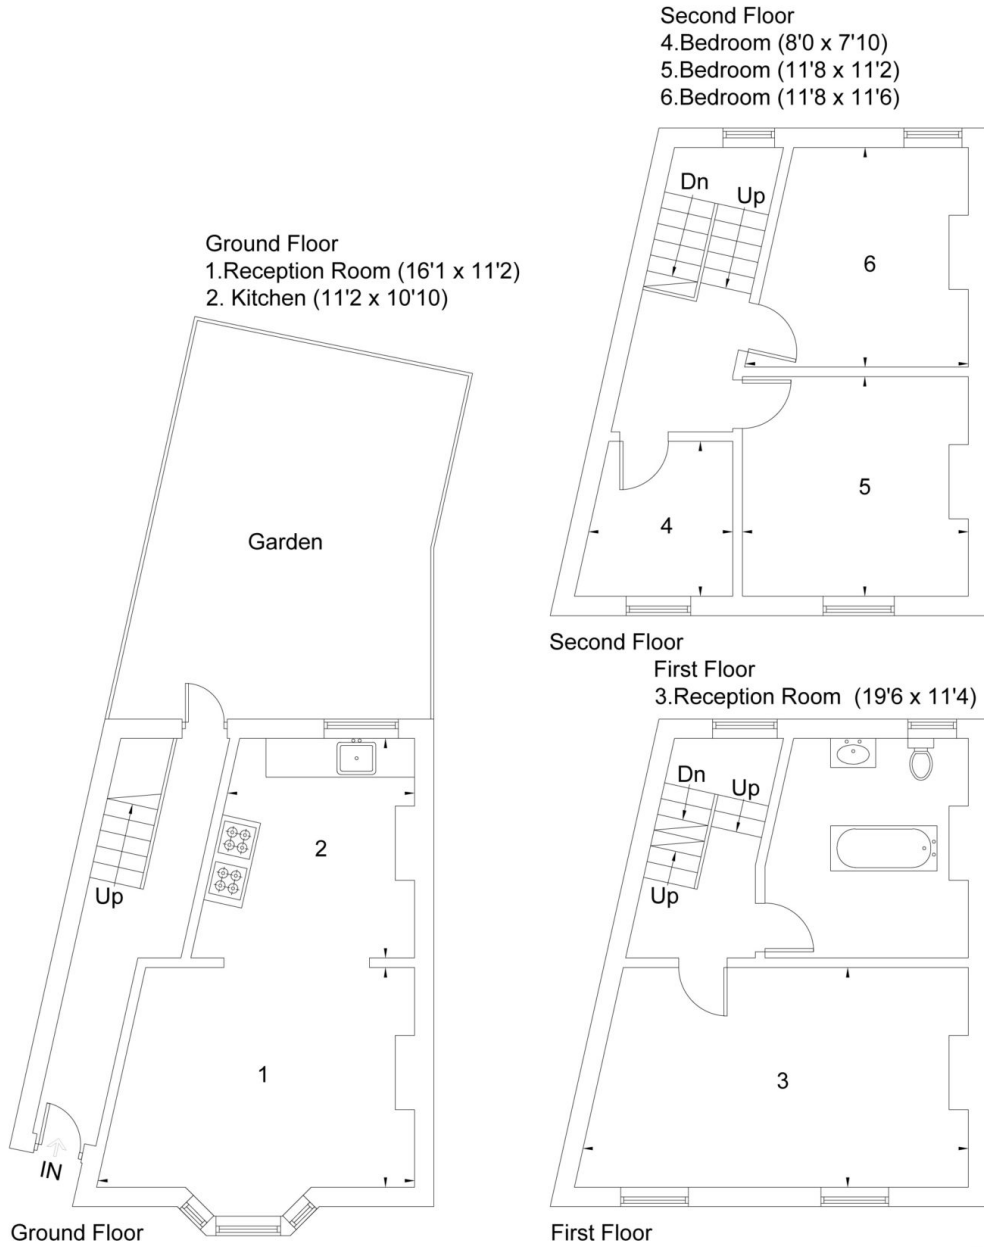 Second Floor
4.Bedroom (8'0 x 7'10)
5.Bedroom (11'8 x 11'2)
6.Bedroom (11'8 x 11'6)
Dn
Up
6
5
4
Second Floor
Ground Floor
1.Reception Room (16'1 x 11'2)
2. Kitchen (11'2 x 10'10)
Garden
2
Up
1
IN
Ground Floor
First Floor
3.Reception Room (19'6 x 11'4)
Dn
Up
Up
3
First Floor